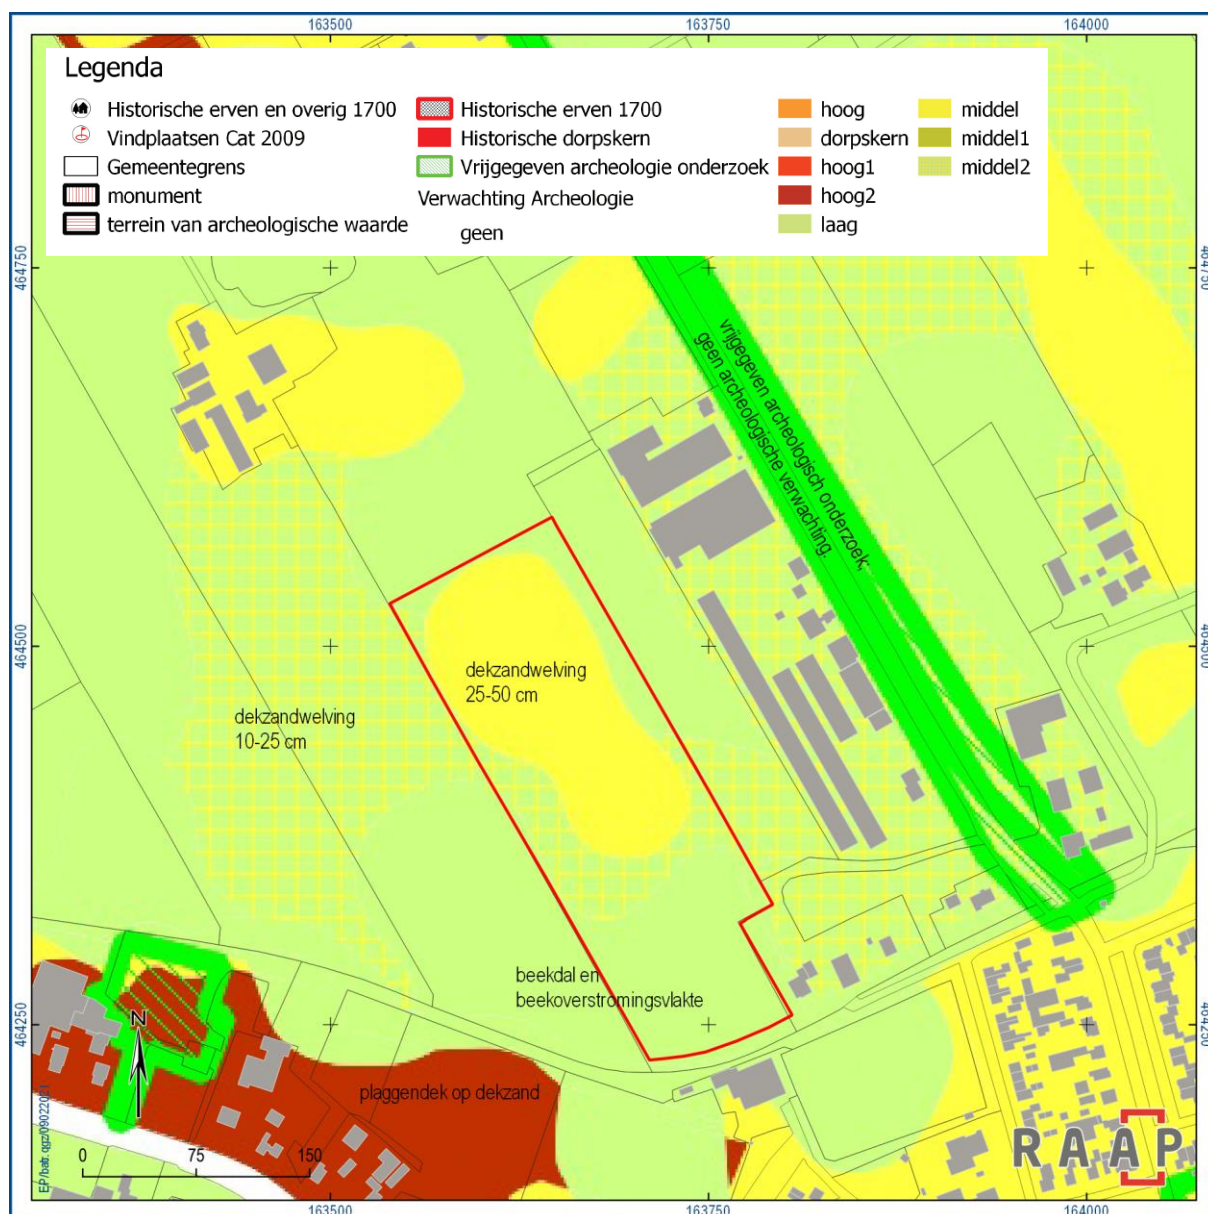 163500 163750 164000
Legenda
Historische erven en overig 1700
Vindplaatsen Cat 2009
Gemeentegrens
monument
terrein van archeologische waarde
Historische erven 1700
Historische dorpskern
Vrijgegeven archeologie onderzoek
Verwachting Archeologie
geen
hoog
dorpskern
hoog1
hoog2
laag
middel
middel1
middel2
464750
464750
vrijgegeven archeologisch onderzoek;
geen archeologische verwachting.
464500
464500
dekzandwelving
25-50 cm
dekzandwelving
10-25 cm
beekdal en
beekoverstromingsvlakte
464250
464250
N
plaggendek op dekzand
0 75 150
RAAP
163500 163750 164000